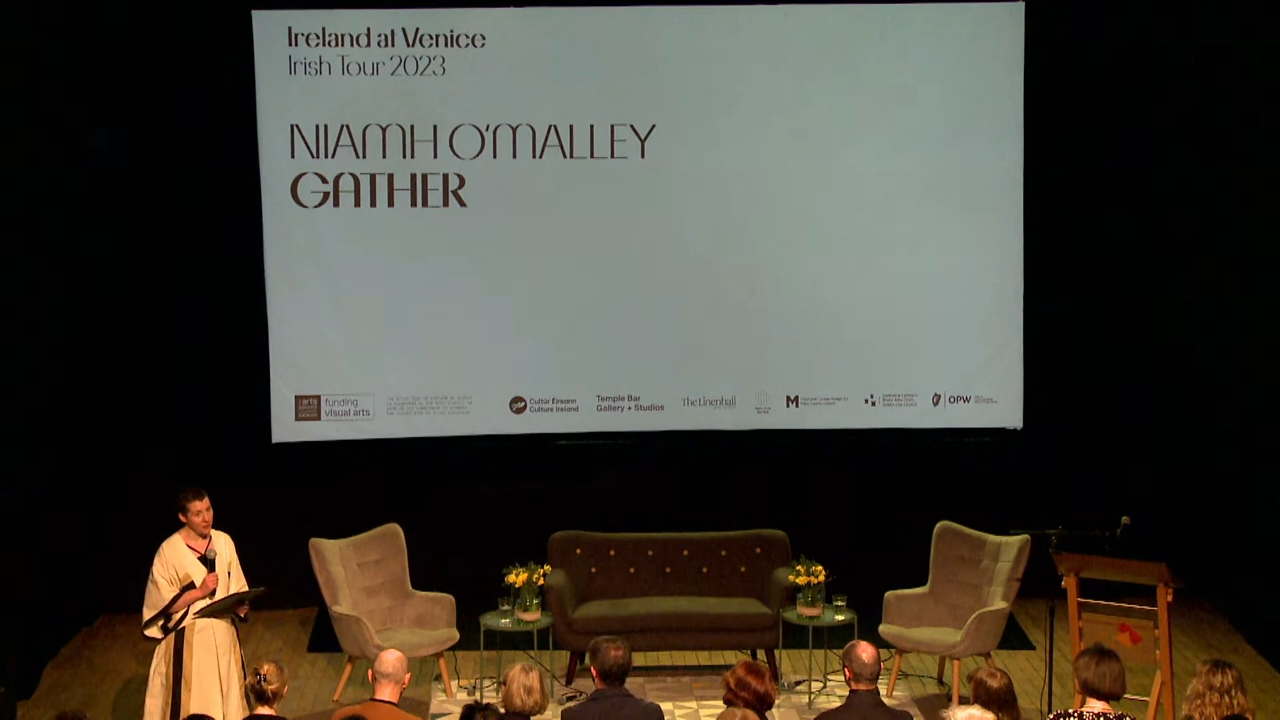 Ireland at Venice
Irish Tour 2023
NIAMH O'MALLEY
GATHER
arts
funding
visual arts
Cultúr Éireann
Culture Ireland
Temple Bar
Gallery + Studios
The Linenhall
M
OPW